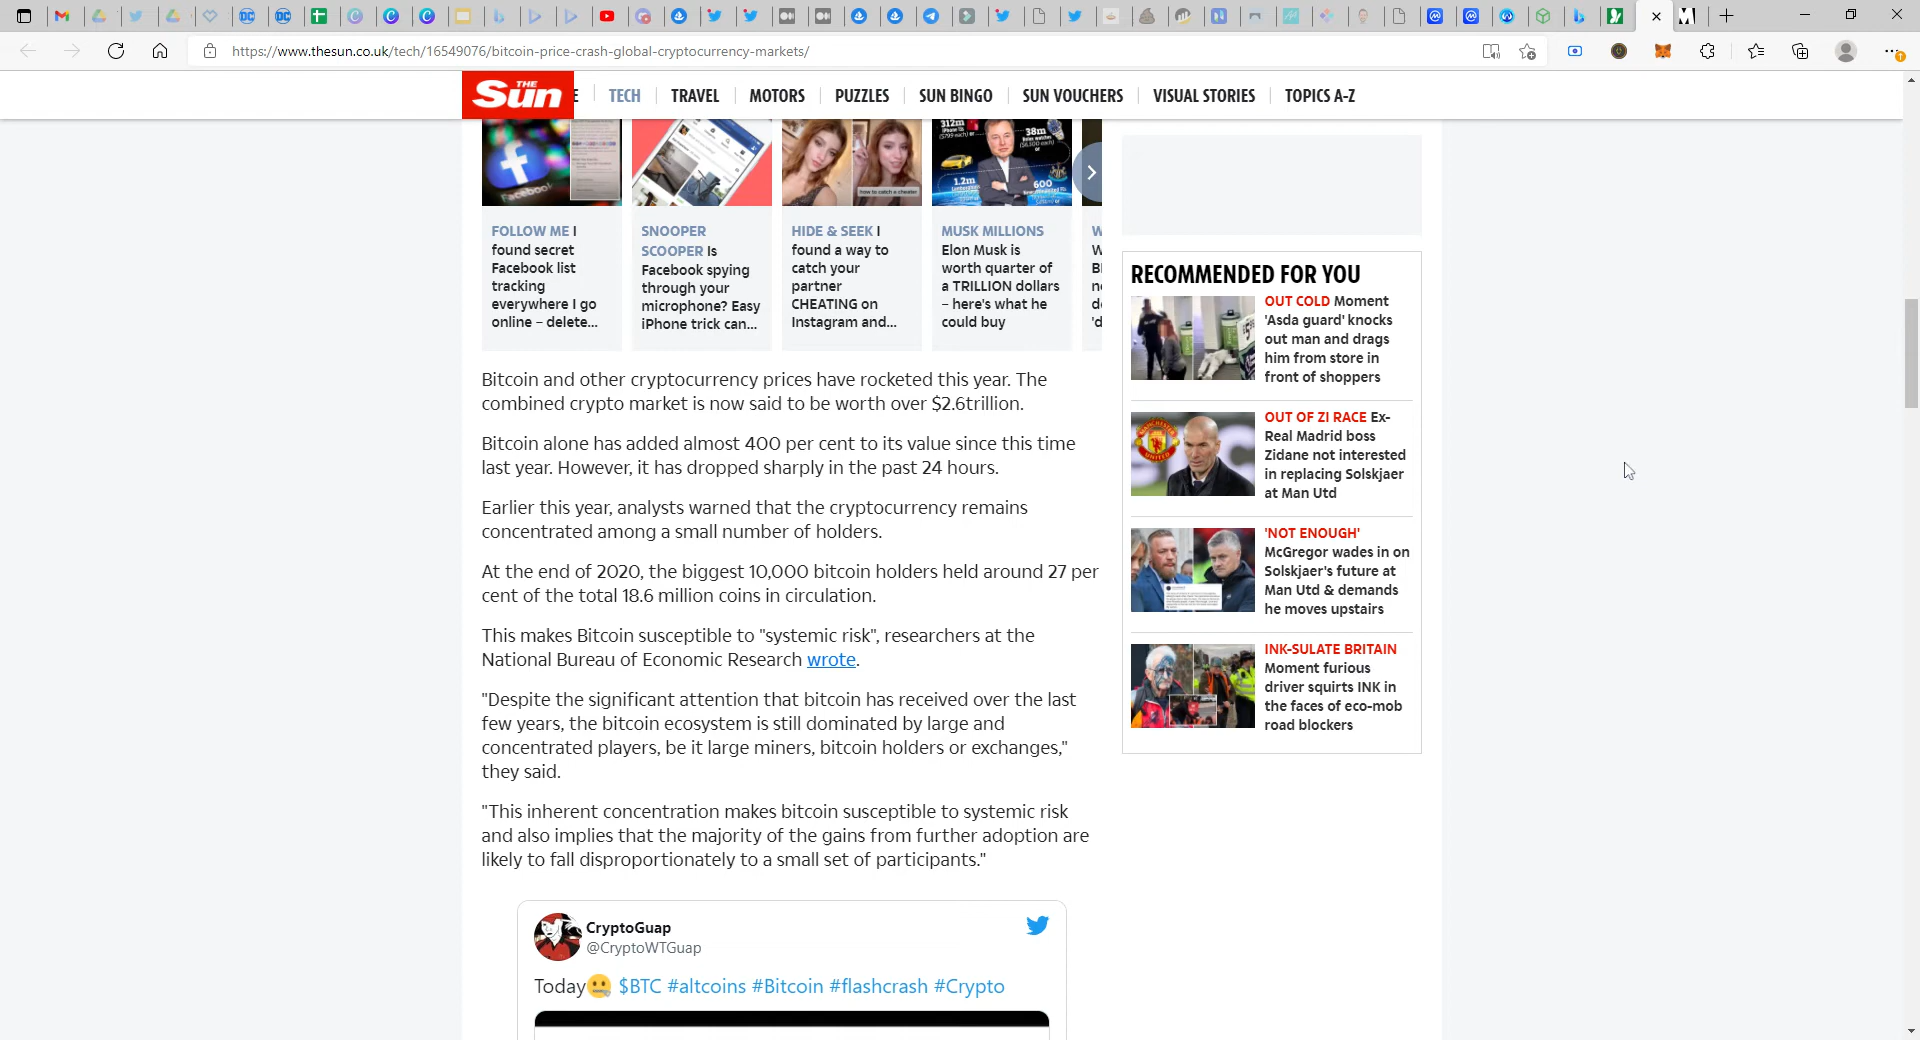 https://www.thesun.co.uk/tech/16549076/bitcoin-price-crash-global-cryptocurrency-markets/
THE
Sun
E
TECH
TRAVEL
MOTORS
PUZZLES
SUN BINGO
SUN VOUCHERS
VISUAL STORIES
TOPICS A-Z
Facebook
how to catch a cheater
312m
38m
1.2m
600
FOLLOW ME I
found secret
Facebook list
tracking
everywhere I go
online – delete...
SNOOPER
SCOOPER Is
Facebook spying
through your
microphone? Easy
iPhone trick can...
HIDE & SEEK I
found a way to
catch your
partner
CHEATING on
Instagram and...
MUSK MILLIONS
Elon Musk is
worth quarter of
a TRILLION dollars
– here's what he
could buy
Bitcoin and other cryptocurrency prices have rocketed this year. The
combined crypto market is now said to be worth over $2.6trillion.
Bitcoin alone has added almost 400 per cent to its value since this time
last year. However, it has dropped sharply in the past 24 hours.
Earlier this year, analysts warned that the cryptocurrency remains
concentrated among a small number of holders.
At the end of 2020, the biggest 10,000 bitcoin holders held around 27 per
cent of the total 18.6 million coins in circulation.
This makes Bitcoin susceptible to "systemic risk", researchers at the
National Bureau of Economic Research wrote.
"Despite the significant attention that bitcoin has received over the last
few years, the bitcoin ecosystem is still dominated by large and
concentrated players, be it large miners, bitcoin holders or exchanges,"
they said.
"This inherent concentration makes bitcoin susceptible to systemic risk
and also implies that the majority of the gains from further adoption are
likely to fall disproportionately to a small set of participants."
CryptoGuap
@CryptoWTGuap
Today🤐 $BTC #altcoins #Bitcoin #flashcrash #Crypto
RECOMMENDED FOR YOU
OUT COLD Moment
'Asda guard' knocks
out man and drags
him from store in
front of shoppers
OUT OF ZI RACE Ex-
Real Madrid boss
Zidane not interested
in replacing Solskjaer
at Man Utd
'NOT ENOUGH'
McGregor wades in on
Solskjaer's future at
Man Utd & demands
he moves upstairs
INK-SULATE BRITAIN
Moment furious
driver squirts INK in
the faces of eco-mob
road blockers